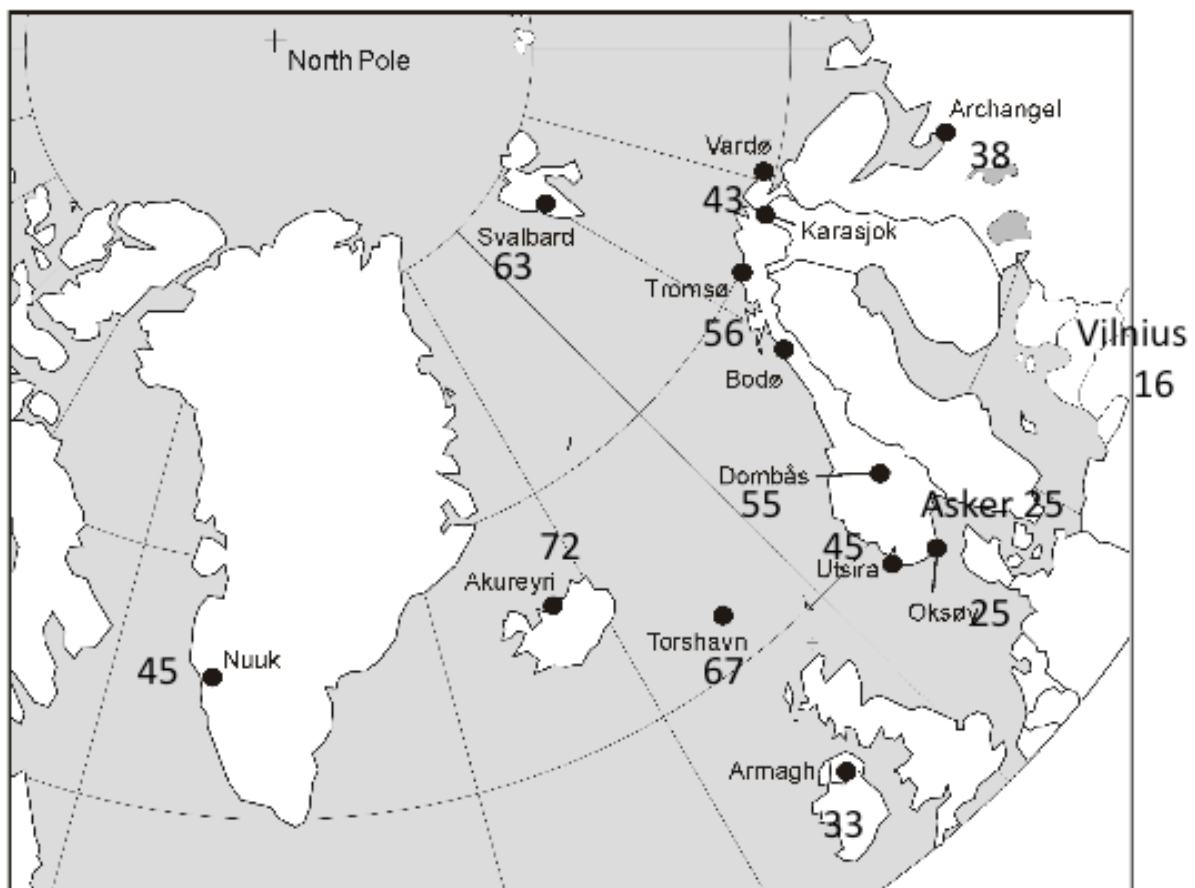 North Pole
Archangel
38
Vardø
43
Karasjok
Svalbard
63
Tromsø
56
Bodø
Vilnius
16
Dombås
55
Asker 25
45
Utsira
Oksøy
25
72
Akureyri
Torshavn
67
45
Nuuk
Armagh
33